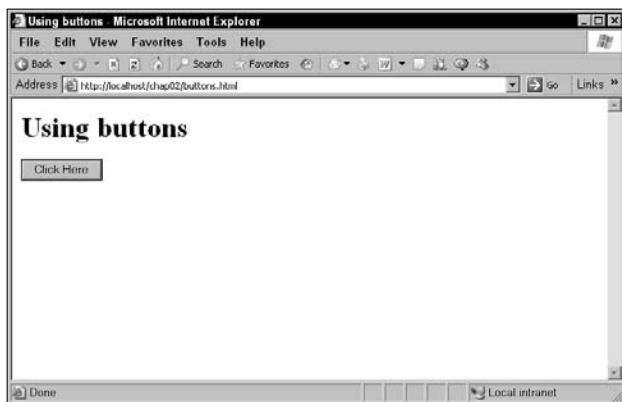 Using buttons - Microsoft Internet Explorer
File Edit View Favorites Tools Help
Back Search Favorites
Address http://localhost/chap02/buttons.html Go Links »
Using buttons
Click Here
Done Local intranet